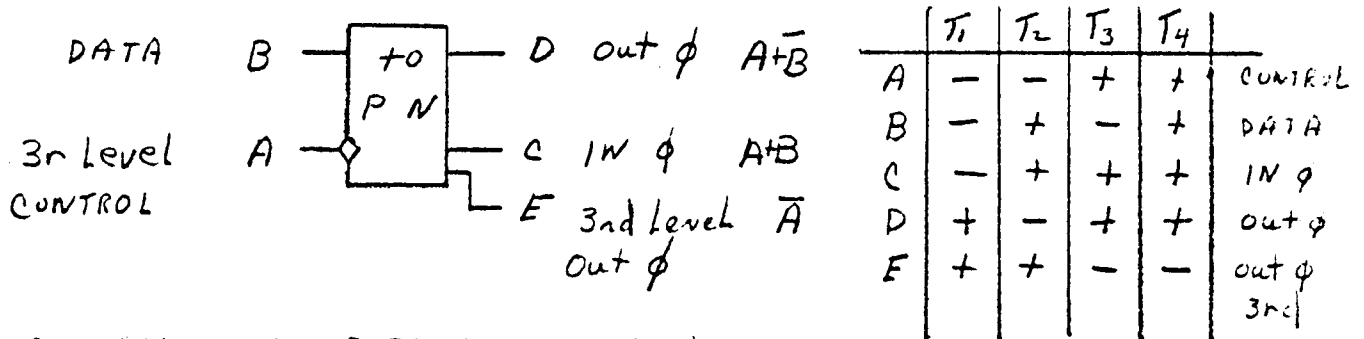 DATA B +0 D Out ϕ A+B̅
P N
3r Level A C IN ϕ A+B
CONTROL E 3rd Level A̅
Out ϕ
T1 T2 T3 T4
A − − + + CONTROL
B − + − + DATA
C − + + + IN ϕ
D + − + + out ϕ
E + + − − out ϕ
3rd